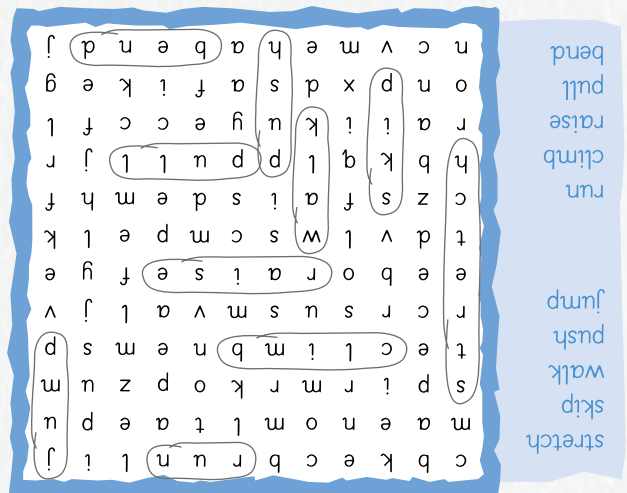 c b k e c b r u n l i j
m a e n o m l t a e p u
s p i r m r k o p z u m
t e c l i m b n e m s p
r c r s u s m v a l j v
e e b o r a i s e f y e
t d v l w s c m p e l k
c z s f a i s d e m h f
h b k q l p p u l l j r
r a i i k u y e c c f l
o n p x d s a f i k e g
n c v m e h a b e n d j
stretch
skip
walk
push
jump
run
climb
raise
pull
bend